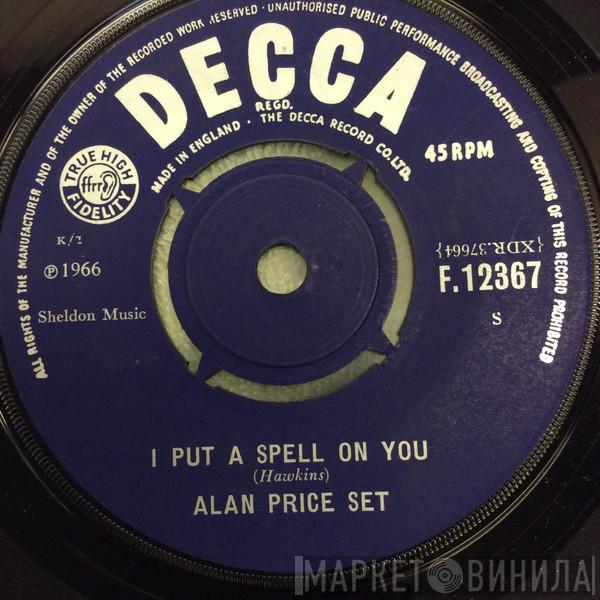 ALL RIGHTS OF THE MANUFACTURER AND OF THE OWNER OF THE RECORDED WORK RESERVED · UNAUTHORISED PUBLIC PERFORMANCE BROADCASTING AND COPYING OF THIS RECORD PROHIBITED
DECCA
REGD.
MADE IN ENGLAND · THE DECCA RECORD CO. LTD.
45 RPM
TRUE HIGH
ffrr
FIDELITY
K/T
℗ 1966
{XDR.37664}
F.12367
Sheldon Music
S
I PUT A SPELL ON YOU
(Hawkins)
ALAN PRICE SET
МАРКЕТ ВИНИЛА